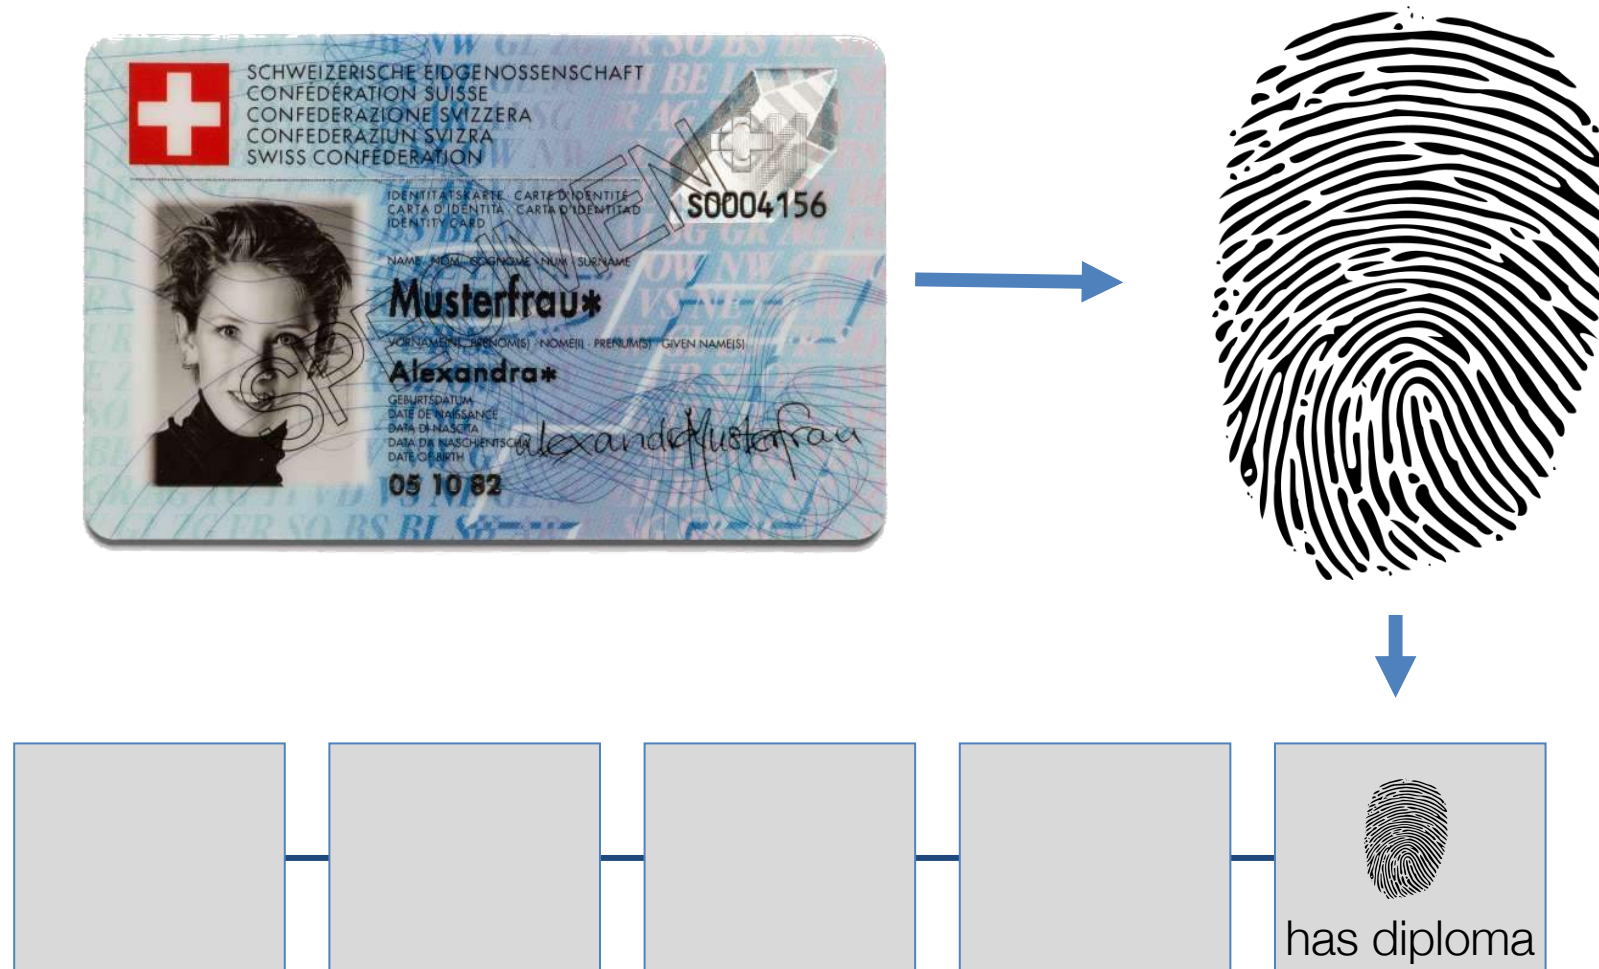 SCHWEIZERISCHE EIDGENOSSENSCHAFT
CONFÉDÉRATION SUISSE
CONFEDERAZIONE SVIZZERA
CONFEDERAZIUN SVIZRA
SWISS CONFEDERATION
IDENTITÄTSKARTE · CARTE D'IDENTITÉ
CARTA D'IDENTITÀ · CARTA D'IDENTITAD
IDENTITY CARD
S0004156
SPECIMEN
NAME · NOM · COGNOME · NUM · SURNAME
Musterfrau*
VORNAME(N) · PRÉNOM(S) · NOME(I) · PRENUM(S) · GIVEN NAME(S)
Alexandra*
GEBURTSDATUM
DATE DE NAISSANCE
DATA DI NASCITA
DATA DA NASCHIENTSCHA
DATE OF BIRTH
alexandra Musterfrau
05 10 82
has diploma